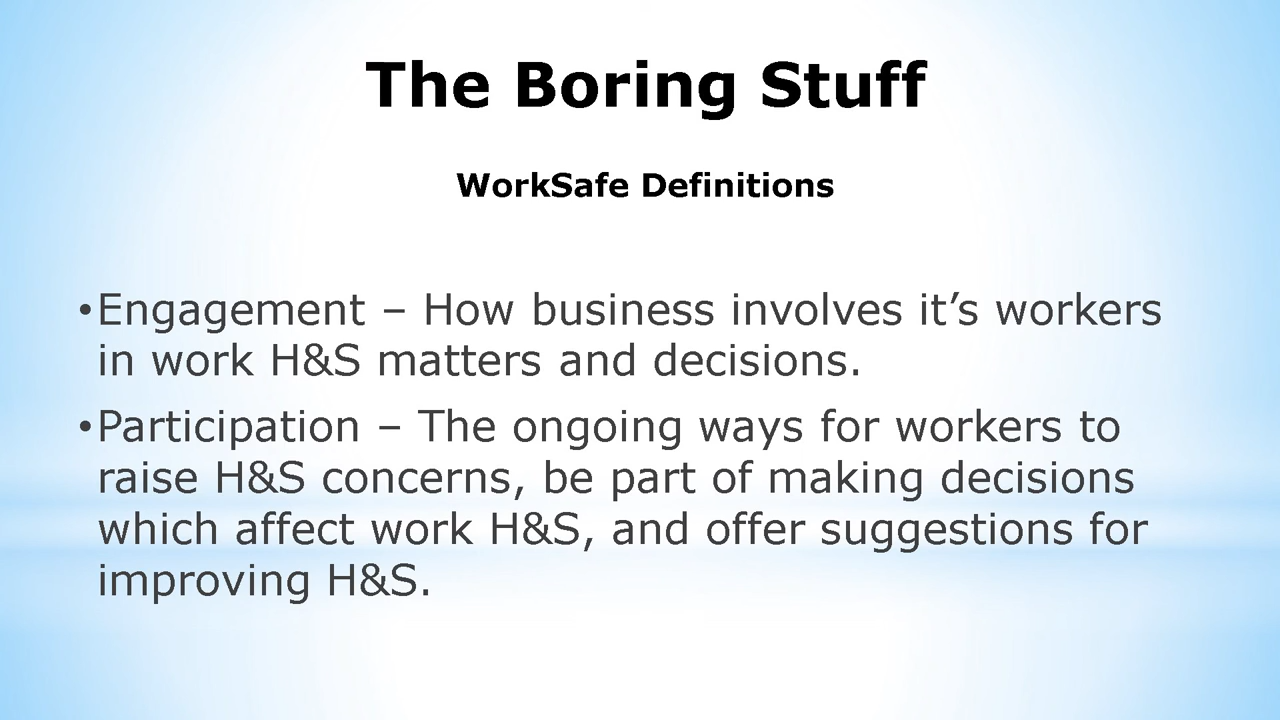 The Boring Stuff
WorkSafe Definitions
•Engagement – How business involves it’s workers
in work H&S matters and decisions.
•Participation – The ongoing ways for workers to
raise H&S concerns, be part of making decisions
which affect work H&S, and offer suggestions for
improving H&S.